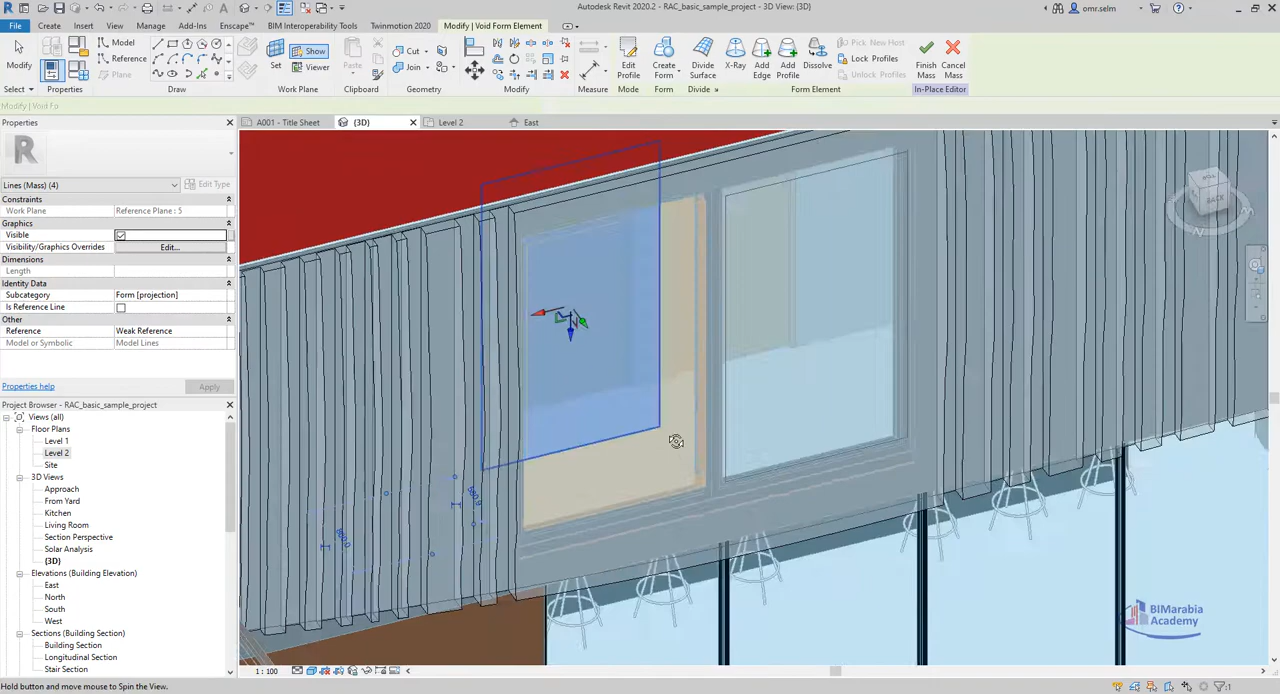 Autodesk Revit 2020.2 - RAC_basic_sample_project - 3D View: {3D}
omr.selm
File Create Insert View Manage Add-Ins Enscape™ BIM Interoperability Tools Twinmotion 2020 Modify | Void Form Element
Model
Reference
Plane
Show
Viewer
Cut
Join
Pick New Host
Lock Profiles
Unlock Profiles
Modify
Set
Paste
Edit Profile
Create Form
Divide Surface
X-Ray
Add Edge
Add Profile
Dissolve
Finish Mass
Cancel Mass
Select Properties Draw Work Plane Clipboard Geometry Modify Measure Mode Form Divide Form Element In-Place Editor
Modify | Void Fo
Properties
A001 - Title Sheet
{3D}
Level 2
East
R
Lines (Mass) (4)
Edit Type
Constraints
Work Plane Reference Plane : 5
Graphics
Visible
Visibility/Graphics Overrides Edit...
Dimensions
Length
Identity Data
Subcategory Form [projection]
Is Reference Line
Other
Reference Weak Reference
Model or Symbolic Model Lines
Properties help
Apply
Project Browser - RAC_basic_sample_project
Views (all)
Floor Plans
Level 1
Level 2
Site
3D Views
Approach
From Yard
Kitchen
Living Room
Section Perspective
Solar Analysis
{3D}
Elevations (Building Elevation)
East
North
South
West
Sections (Building Section)
Building Section
Longitudinal Section
Stair Section
BACK
BIMarabia
Academy
1 : 100
Hold button and move mouse to Spin the View.
:1